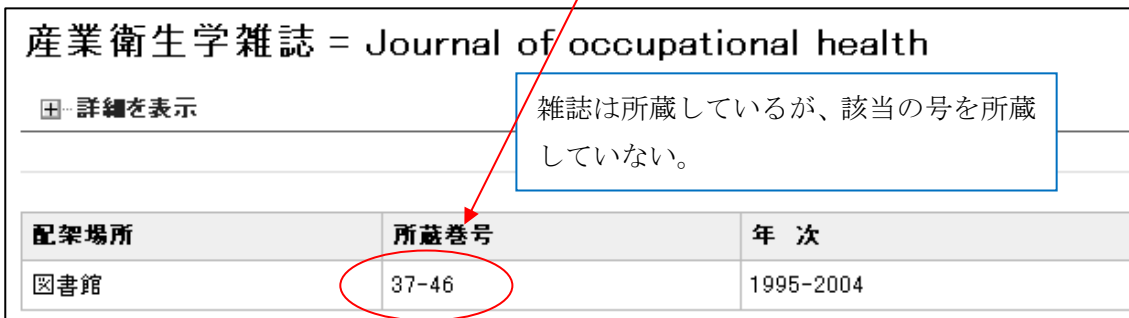 産業衛生学雑誌 = Journal of occupational health
詳細を表示
雑誌は所蔵しているが、該当の号を所蔵
していない。
配架場所 所蔵巻号 年 次
図書館 37-46 1995-2004